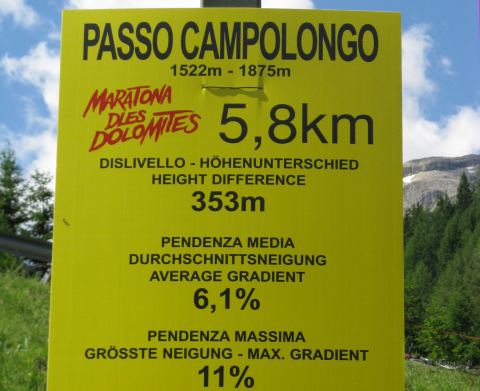 PASSO CAMPOLONGO
1522m - 1875m
MARATONA
DLES
DOLOMITES
5,8km
DISLIVELLO - HÖHENUNTERSCHIED
HEIGHT DIFFERENCE
353m
PENDENZA MEDIA
DURCHSCHNITTSNEIGUNG
AVERAGE GRADIENT
6,1%
PENDENZA MASSIMA
GRÖSSTE NEIGUNG - MAX. GRADIENT
11%